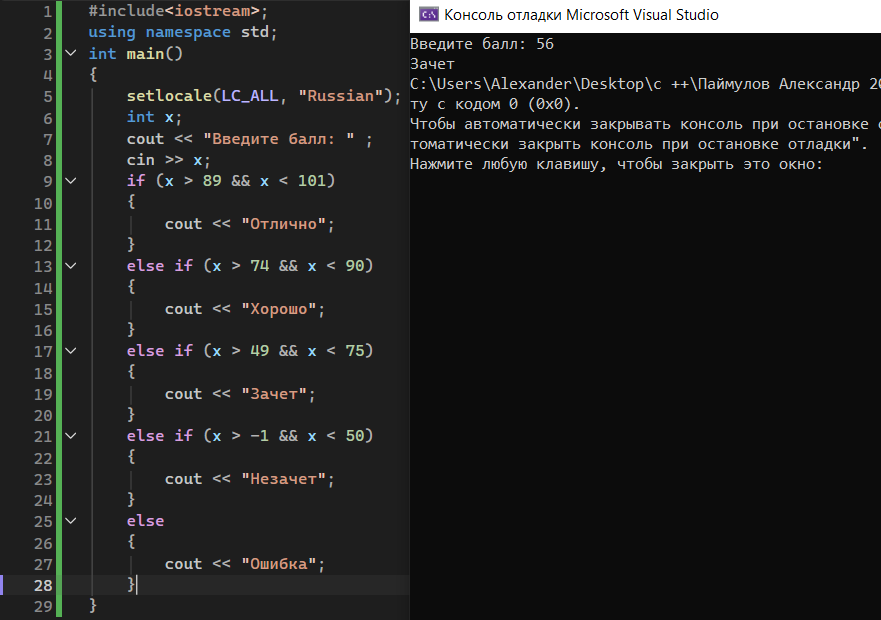 1 #include<iostream>;
2 using namespace std;
3 int main()
4 {
5 setlocale(LC_ALL, "Russian");
6 int x;
7 cout << "Введите балл: " ;
8 cin >> x;
9 if (x > 89 && x < 101)
10 {
11 cout << "Отлично";
12 }
13 else if (x > 74 && x < 90)
14 {
15 cout << "Хорошо";
16 }
17 else if (x > 49 && x < 75)
18 {
19 cout << "Зачет";
20 }
21 else if (x > -1 && x < 50)
22 {
23 cout << "Незачет";
24 }
25 else
26 {
27 cout << "Ошибка";
28 }
29 }
C:\ Консоль отладки Microsoft Visual Studio
Введите балл: 56
Зачет
C:\Users\Alexander\Desktop\c ++\Паймулов Александр 20
ту с кодом 0 (0x0).
Чтобы автоматически закрывать консоль при остановке
томатически закрыть консоль при остановке отладки".
Нажмите любую клавишу, чтобы закрыть это окно: